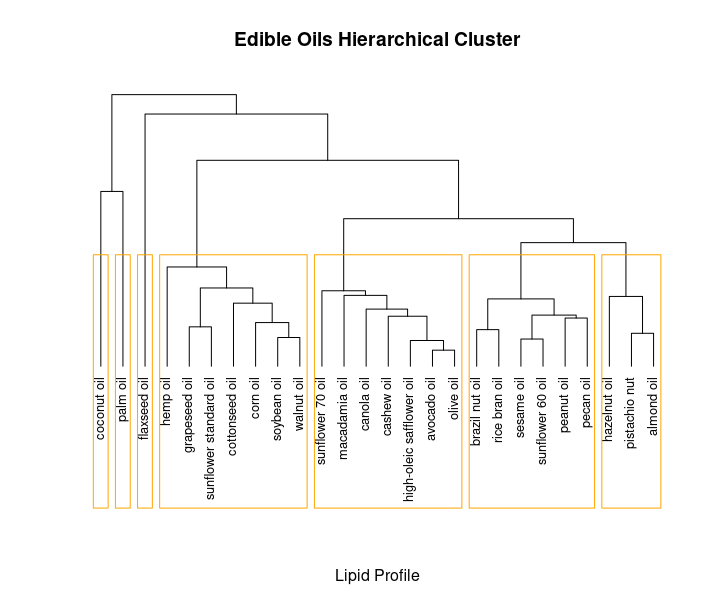 Edible Oils Hierarchical Cluster
coconut oil
palm oil
flaxseed oil
hemp oil
grapeseed oil
sunflower standard oil
cottonseed oil
corn oil
soybean oil
walnut oil
sunflower 70 oil
macadamia oil
canola oil
cashew oil
high-oleic safflower oil
avocado oil
olive oil
brazil nut oil
rice bran oil
sesame oil
sunflower 60 oil
peanut oil
pecan oil
hazelnut oil
pistachio nut
almond oil
Lipid Profile